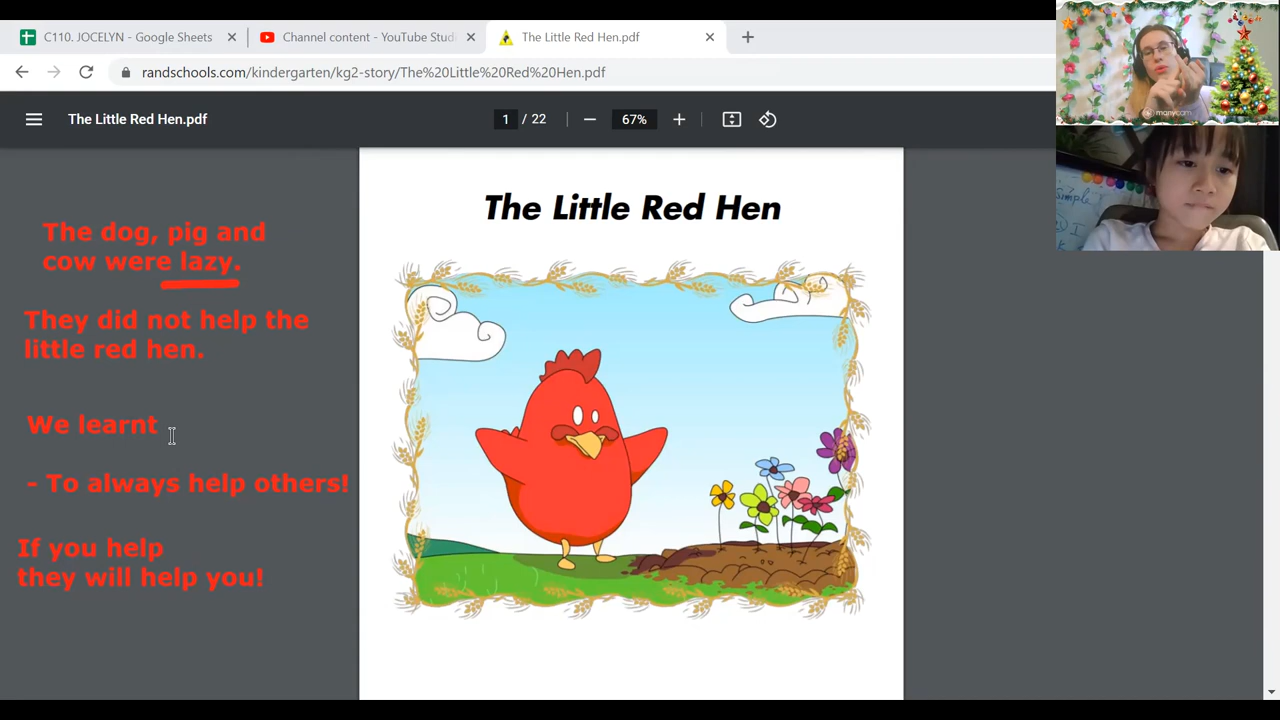 C110. JOCELYN - Google Sheets
Channel content - YouTube Studi
The Little Red Hen.pdf
randschools.com/kindergarten/kg2-story/The%20Little%20Red%20Hen.pdf
The Little Red Hen.pdf
1 / 22
67%
The Little Red Hen
The dog, pig and
cow were lazy.
They did not help the
little red hen.
We learnt
- To always help others!
If you help
they will help you!
manycam
simple
I